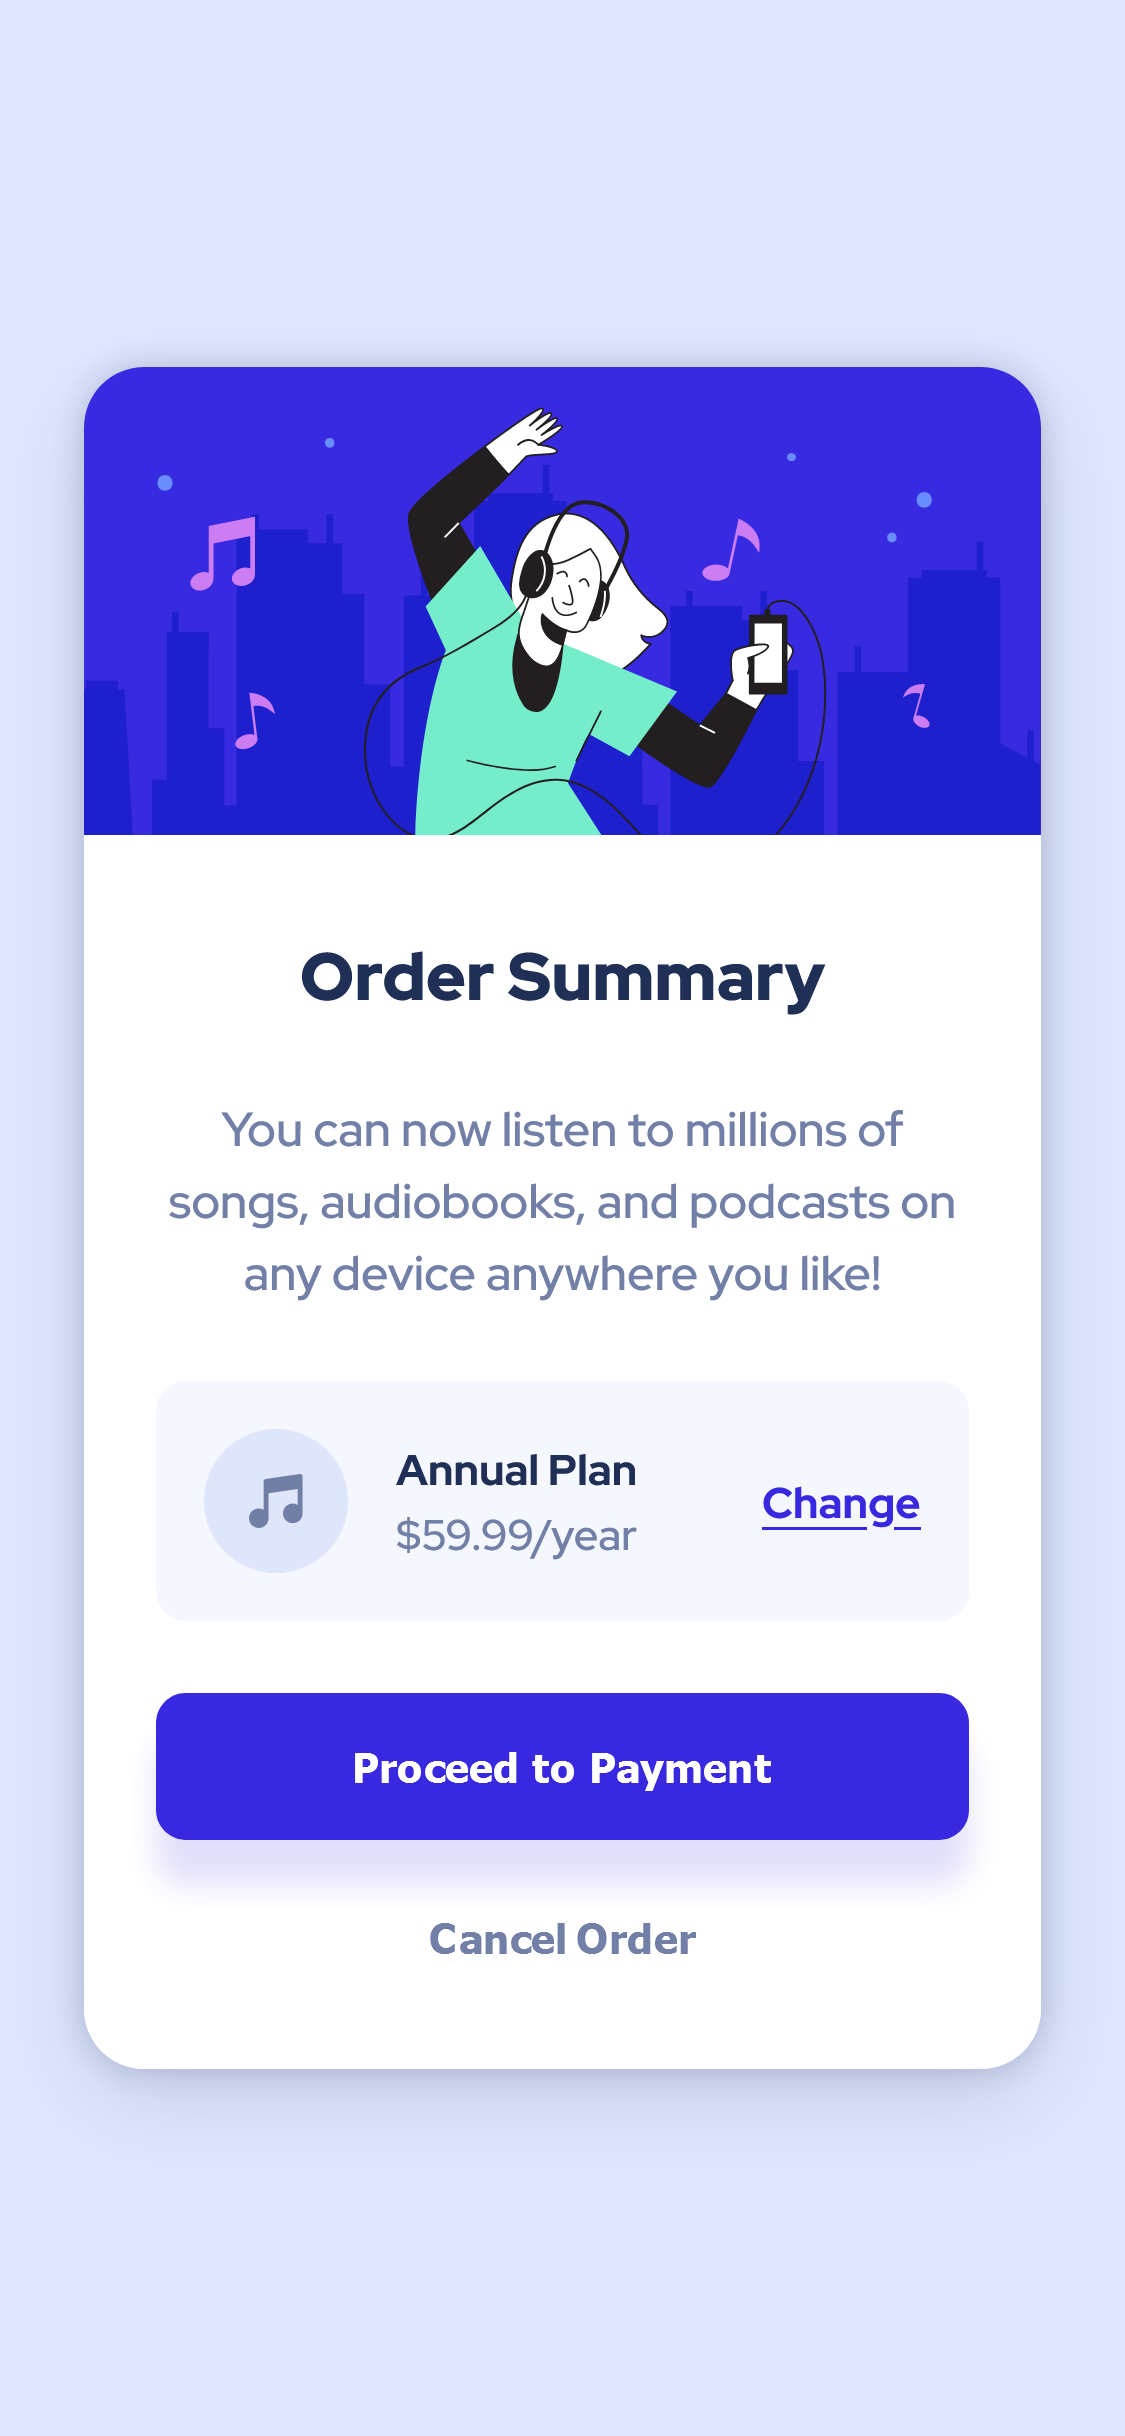 Order Summary
You can now listen to millions of
songs, audiobooks, and podcasts on
any device anywhere you like!
Annual Plan
$59.99/year
Change
Proceed to Payment
Cancel Order